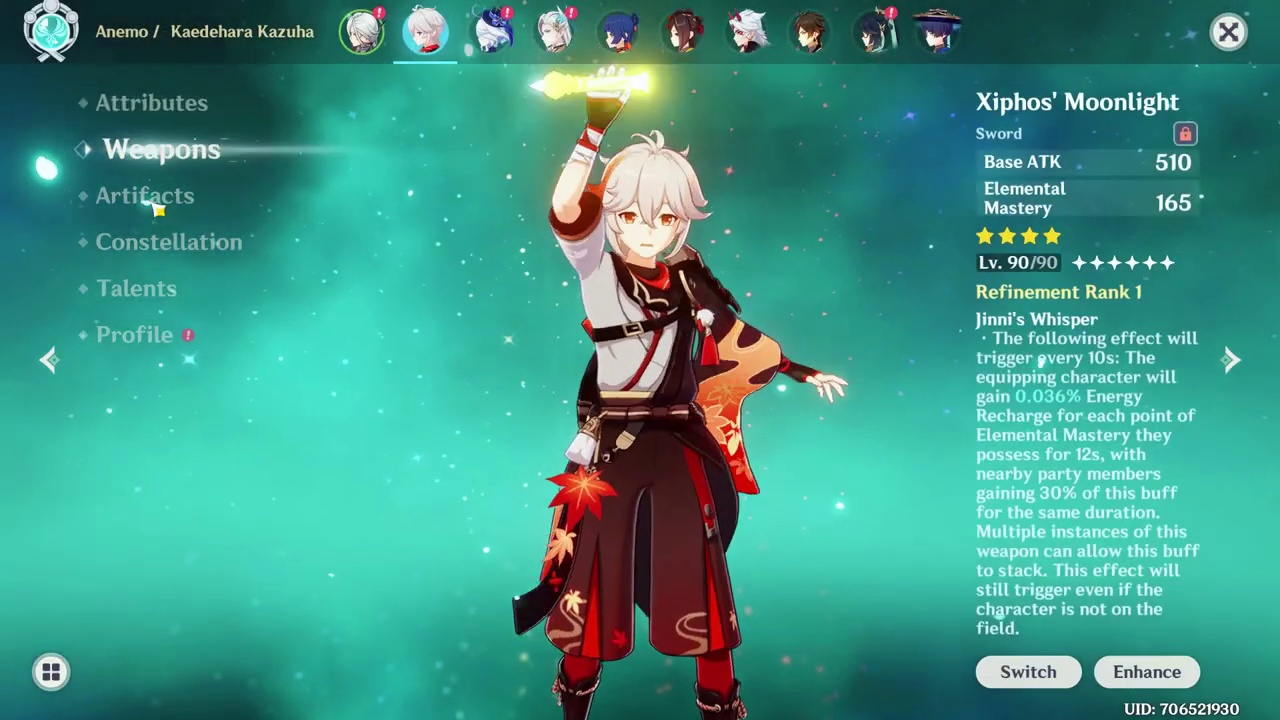 Anemo / Kaedehara Kazuha
Attributes
Weapons
Artifacts
Constellation
Talents
Profile
Xiphos' Moonlight
Sword
Base ATK 510
Elemental
Mastery 165
Lv. 90/90
Refinement Rank 1
Jinni's Whisper
· The following effect will
trigger every 10s: The
equipping character will
gain 0.036% Energy
Recharge for each point of
Elemental Mastery they
possess for 12s, with
nearby party members
gaining 30% of this buff
for the same duration.
Multiple instances of this
weapon can allow this buff
to stack. This effect will
still trigger even if the
character is not on the
field.
Switch
Enhance
UID: 706521930